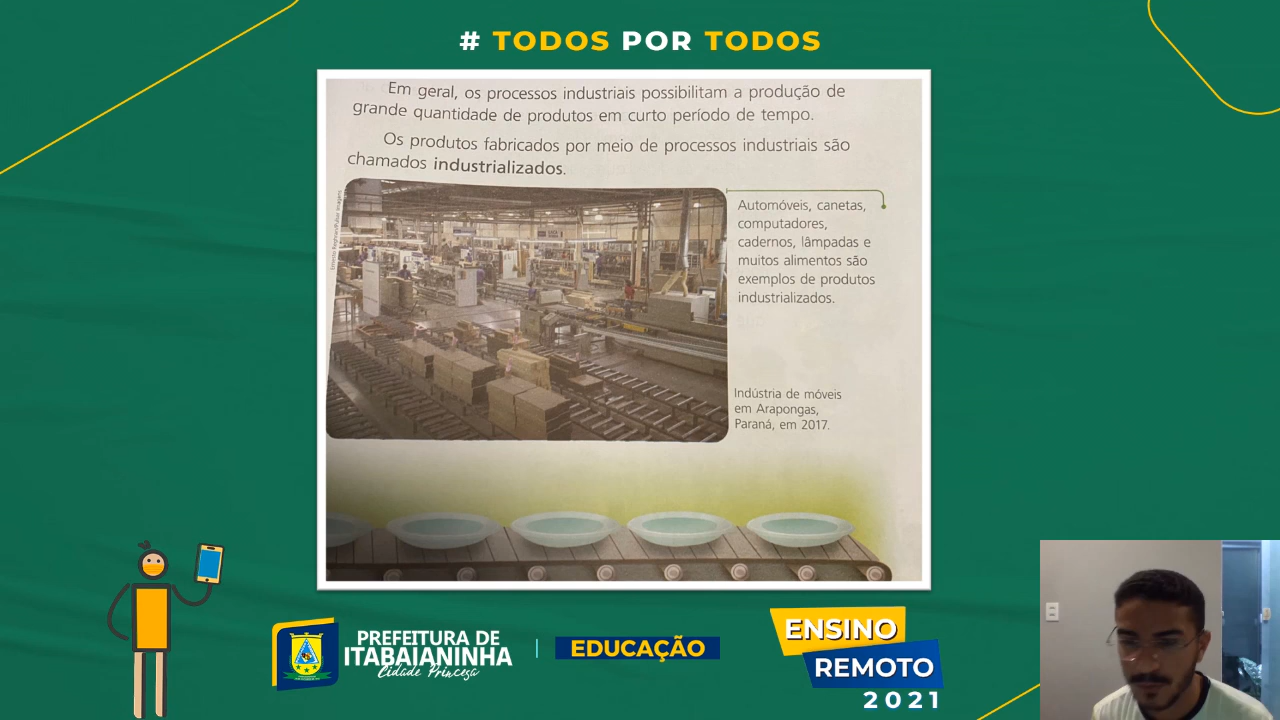 # TODOS POR TODOS
Em geral, os processos industriais possibilitam a produção de
grande quantidade de produtos em curto período de tempo.
Os produtos fabricados por meio de processos industriais são
chamados industrializados.
Automóveis, canetas,
computadores,
cadernos, lâmpadas e
muitos alimentos são
exemplos de produtos
industrializados.
Indústria de móveis
em Arapongas,
Paraná, em 2017.
PREFEITURA DE
ITABAIANINHA
Cidade Princesa
EDUCAÇÃO
ENSINO
REMOTO
2021